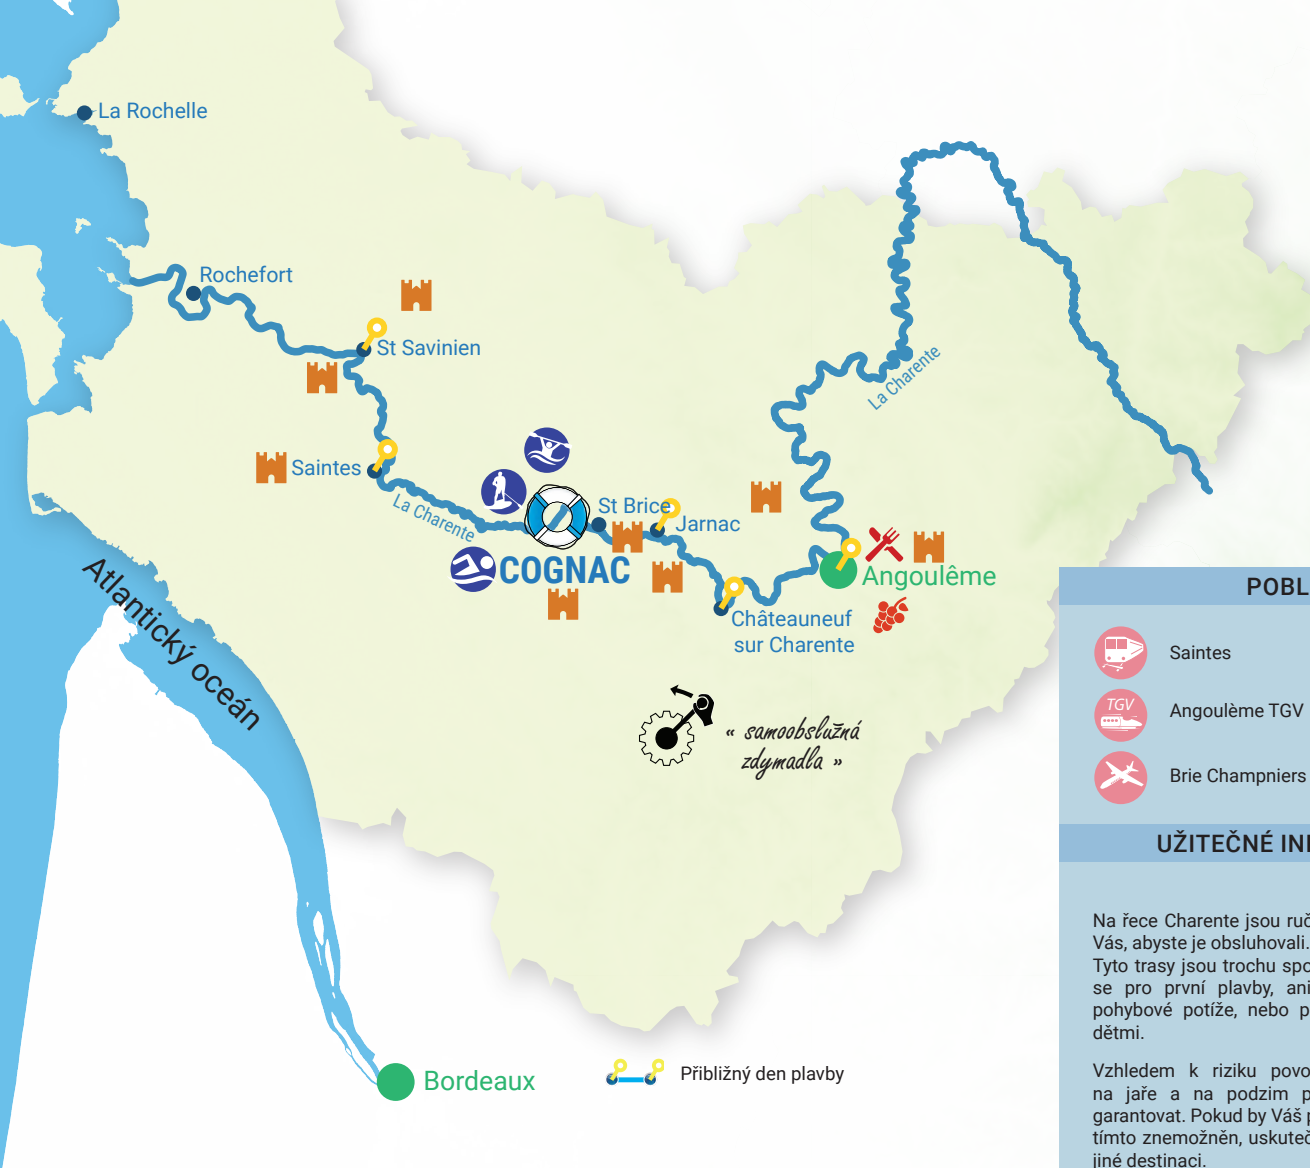 La Rochelle
Rochefort
St Savinien
La Charente
Saintes
La Charente
St Brice
Jarnac
COGNAC
Angoulême
Châteauneuf
sur Charente
Atlantický oceán
« samoobslužná
zdymadla »
Bordeaux
Přibližný den plavby
POBL
Saintes
TGV
Angoulème TGV
Brie Champniers
UŽITEČNÉ IN
Na řece Charente jsou ruč
Vás, abyste je obsluhovali.
Tyto trasy jsou trochu spo
se pro první plavby, ani
pohybové potíže, nebo p
dětmi.
Vzhledem k riziku povo
na jaře a na podzim p
garantovat. Pokud by Váš p
tímto znemožněn, uskuteč
jiné destinaci.